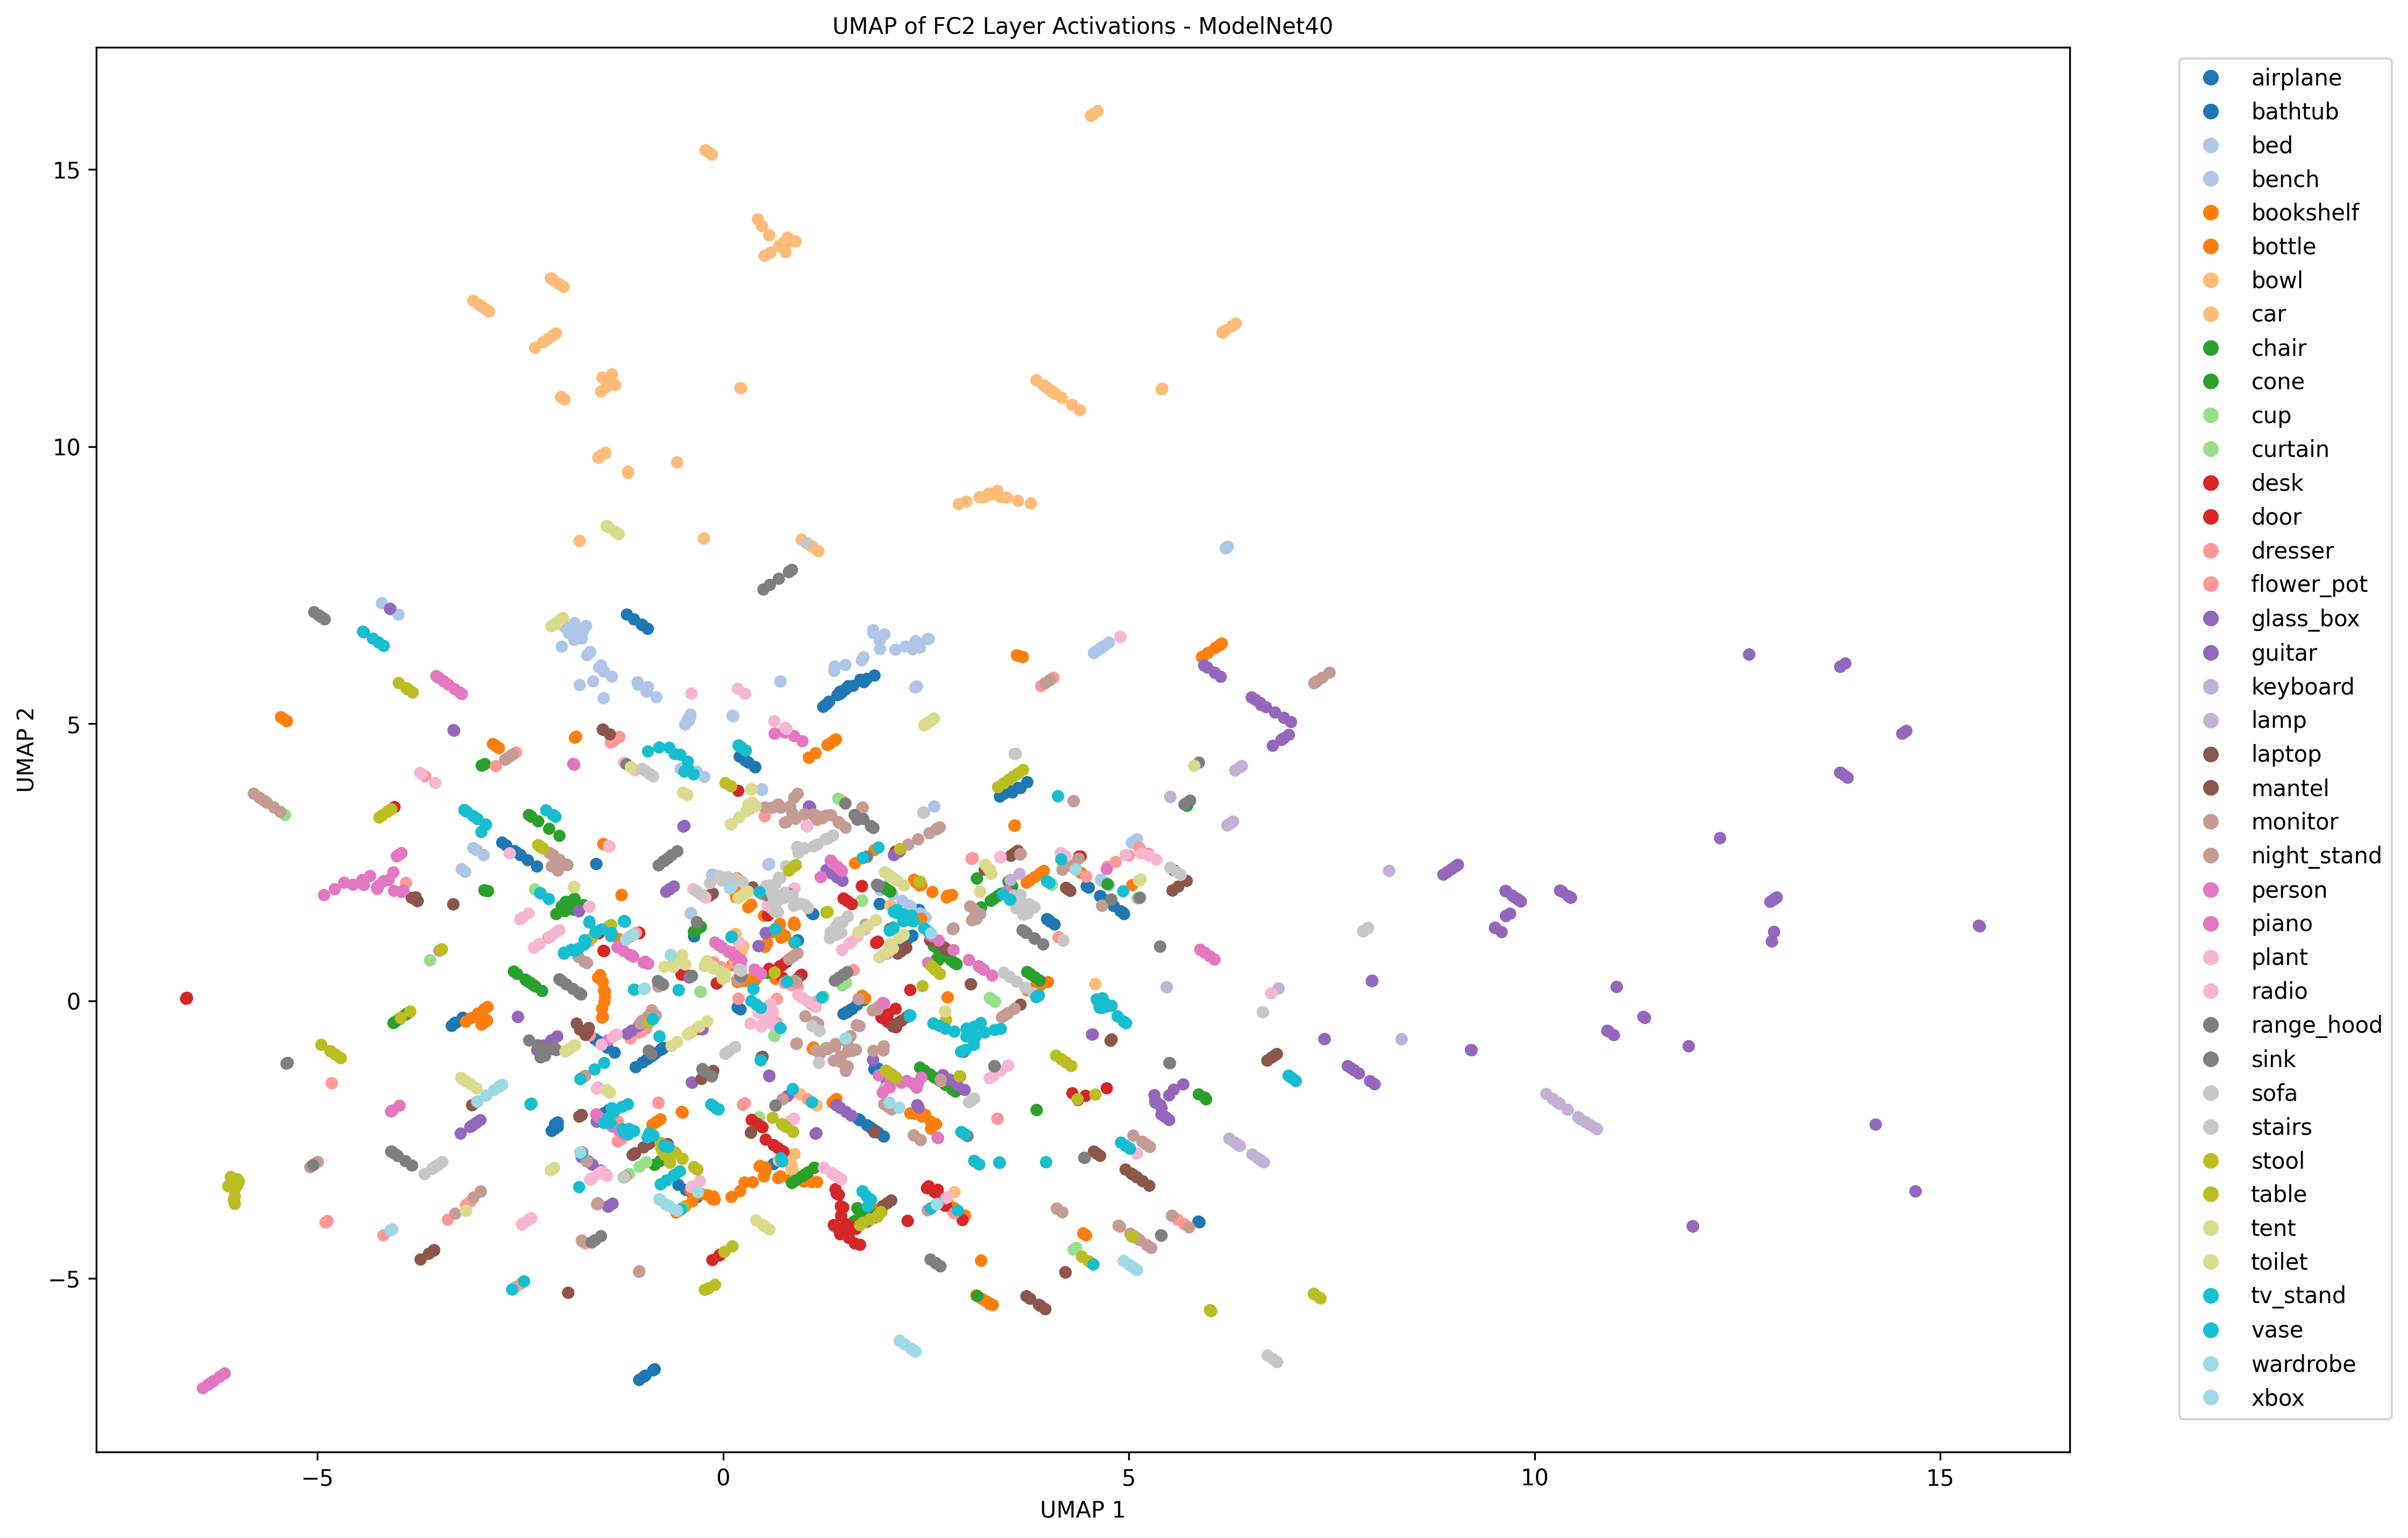 UMAP of FC2 Layer Activations - ModelNet40
15
10
5
0
−5
UMAP 2
−5
0
5
10
15
UMAP 1
airplane
bathtub
bed
bench
bookshelf
bottle
bowl
car
chair
cone
cup
curtain
desk
door
dresser
flower_pot
glass_box
guitar
keyboard
lamp
laptop
mantel
monitor
night_stand
person
piano
plant
radio
range_hood
sink
sofa
stairs
stool
table
tent
toilet
tv_stand
vase
wardrobe
xbox